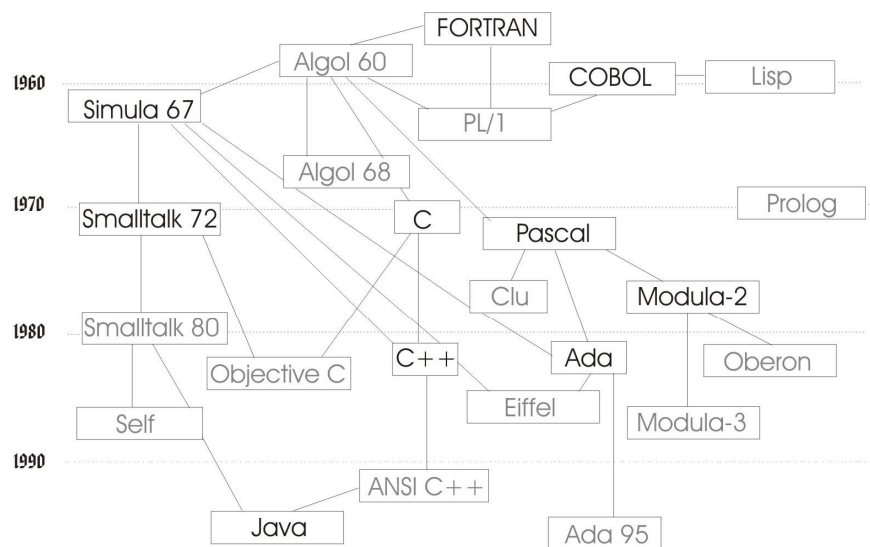 FORTRAN
Algol 60
1960
COBOL
Lisp
Simula 67
PL/1
Algol 68
1970
Prolog
Smalltalk 72
C
Pascal
Clu
Modula-2
Smalltalk 80
1980
C++
Ada
Oberon
Objective C
Eiffel
Self
Modula-3
1990
ANSI C++
Java
Ada 95